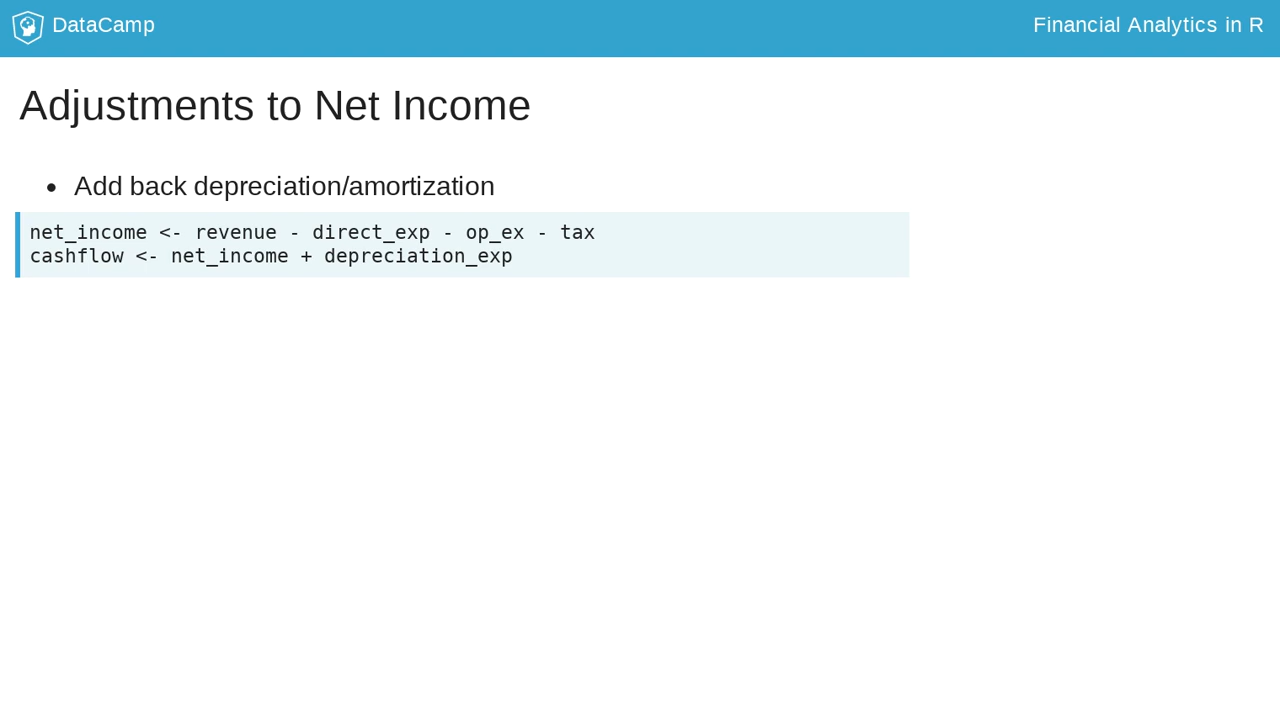 DataCamp
Financial Analytics in R
Adjustments to Net Income
• Add back depreciation/amortization
net_income <- revenue - direct_exp - op_ex - tax
cashflow <- net_income + depreciation_exp